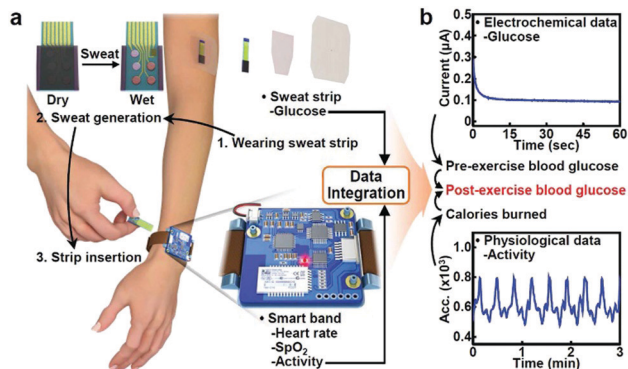 a
Sweat
Dry
Wet
2. Sweat generation
1. Wearing sweat strip
3. Strip insertion
• Sweat strip
-Glucose
Data
Integration
• Smart band
-Heart rate
-SpO2
-Activity
b
Current (μA)
0.5
0.4
0.3
0.2
0.1
0.0
• Electrochemical data
-Glucose
0 15 30 45 60
Time (sec)
Pre-exercise blood glucose
Post-exercise blood glucose
Calories burned
Acc. (x10³)
1.0
0.8
0.6
0.4
• Physiological data
-Activity
0 1 2 3
Time (min)